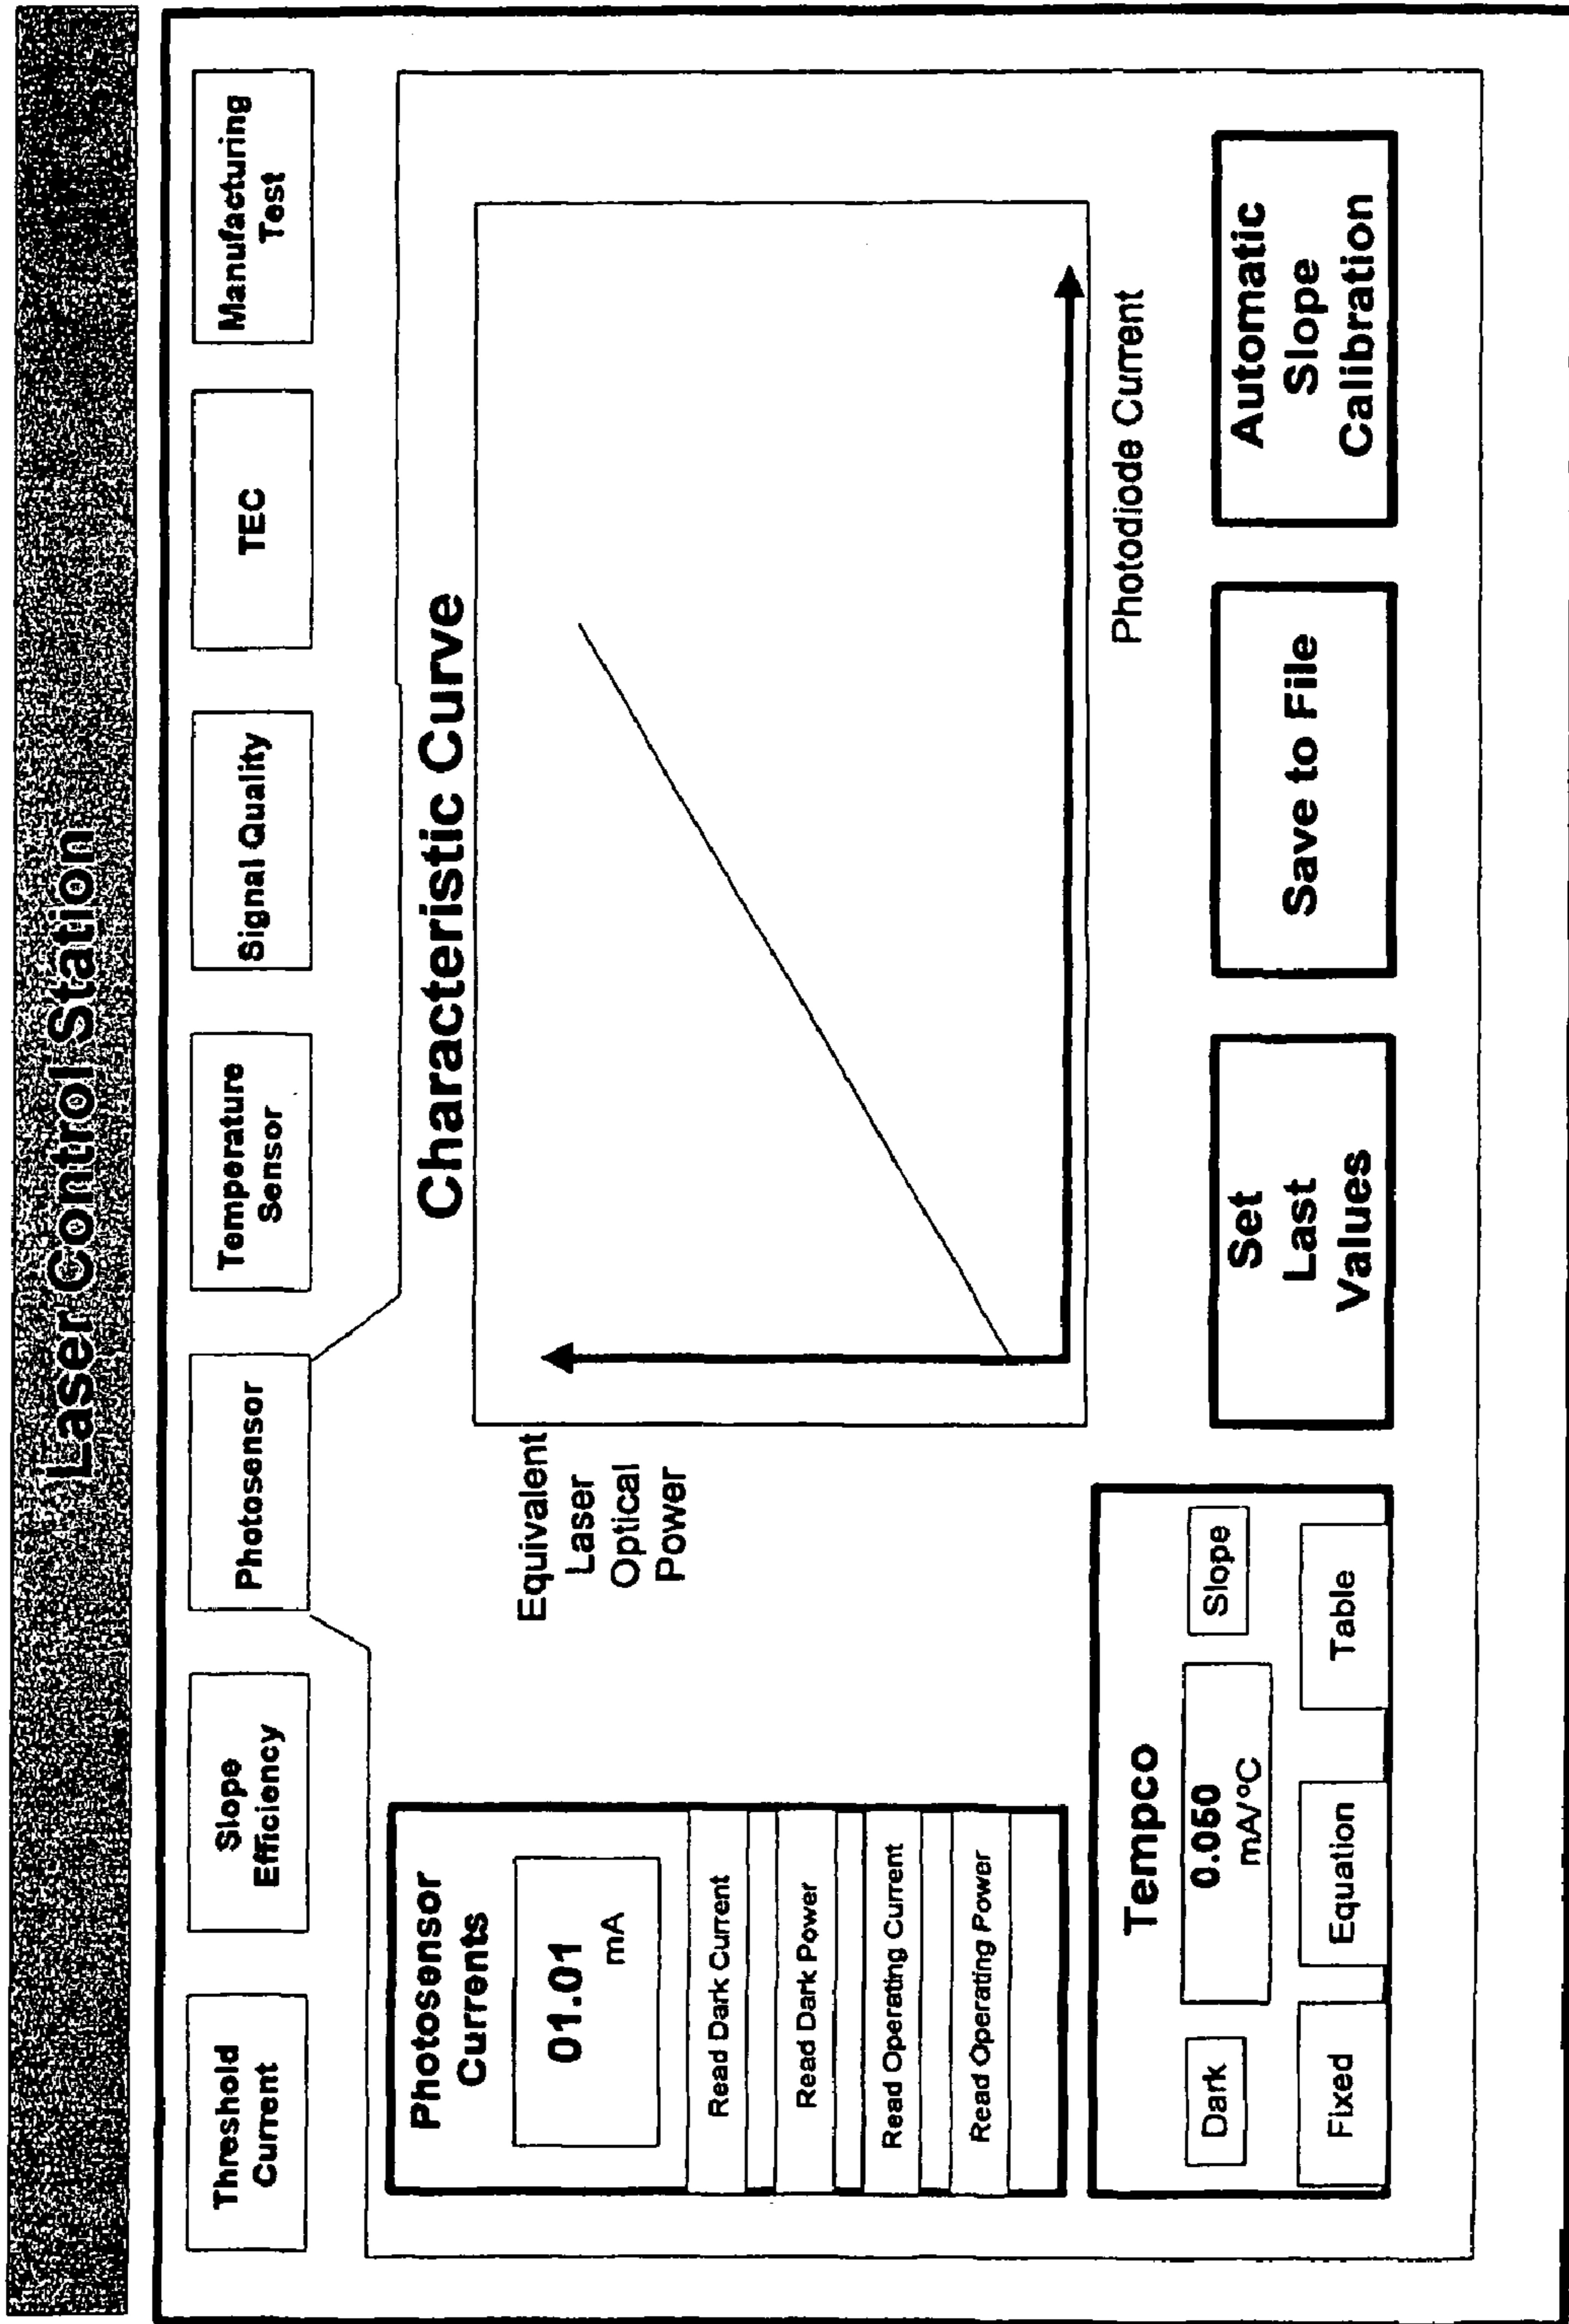 Laser Control Station
Threshold
Current
Slope
Efficiency
Photosensor
Temperature
Sensor
Signal Quality
TEC
Manufacturing
Test
Photosensor
Currents
01.01
mA
Read Dark Current
Read Dark Power
Read Operating Current
Read Operating Power
Characteristic Curve
Equivalent
Laser
Optical
Power
Photodiode Current
Tempco
Dark
0.050
mA/°C
Slope
Fixed
Equation
Table
Set
Last
Values
Save to File
Automatic
Slope
Calibration